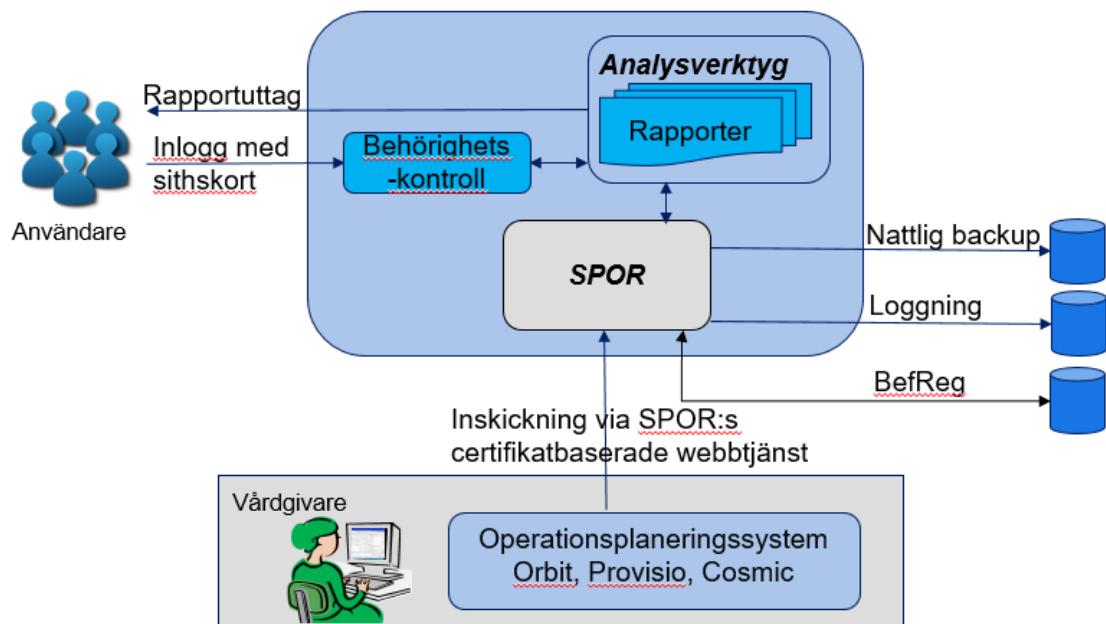 Analysverktyg
Rapporter
Rapportuttag
Inlogg med
sithskort
Behörighets
-kontroll
Användare
SPOR
Nattlig backup
Loggning
BefReg
Inskickning via SPOR:s
certifikatbaserade webbtjänst
Vårdgivare
Operationsplaneringssystem
Orbit, Provisio, Cosmic